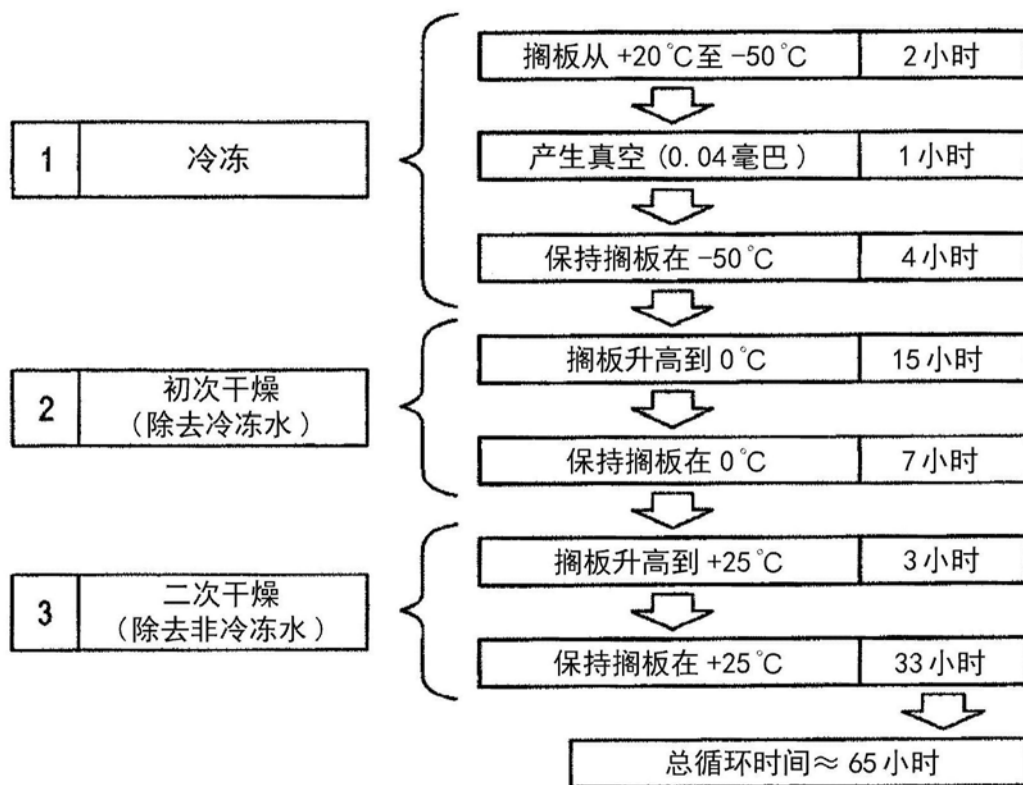 搁板从 +20℃至 -50℃ 2小时
1 冷冻
产生真空 (0.04毫巴) 1小时
保持搁板在 -50℃ 4小时
2 初次干燥
(除去冷冻水)
搁板升高到 0℃ 15小时
保持搁板在 0℃ 7小时
3 二次干燥
(除去非冷冻水)
搁板升高到 +25℃ 3小时
保持搁板在 +25℃ 33小时
总循环时间≈ 65小时